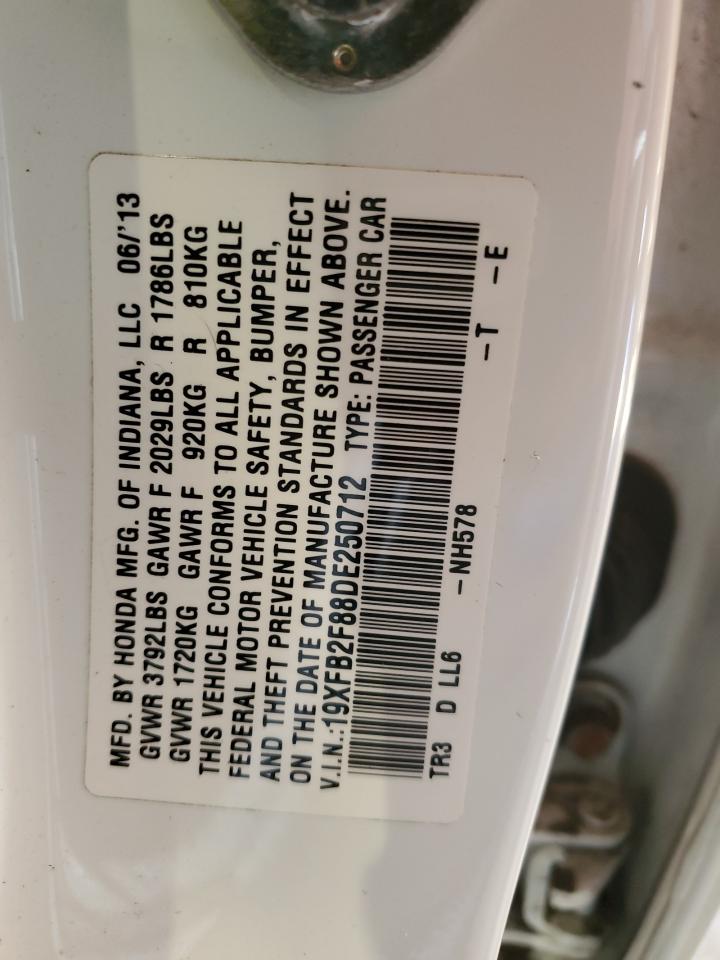 MFD. BY HONDA MFG. OF INDIANA, LLC 06/'13
GVWR 3792LBS GAWR F 2029LBS R 1786LBS
GVWR 1720KG GAWR F 920KG R 810KG
THIS VEHICLE CONFORMS TO ALL APPLICABLE
FEDERAL MOTOR VEHICLE SAFETY, BUMPER,
AND THEFT PREVENTION STANDARDS IN EFFECT
ON THE DATE OF MANUFACTURE SHOWN ABOVE.
V.I.N.:19XFB2F88DE250712 TYPE: PASSENGER CAR
TR3 D LL6 -NH578 -T -E